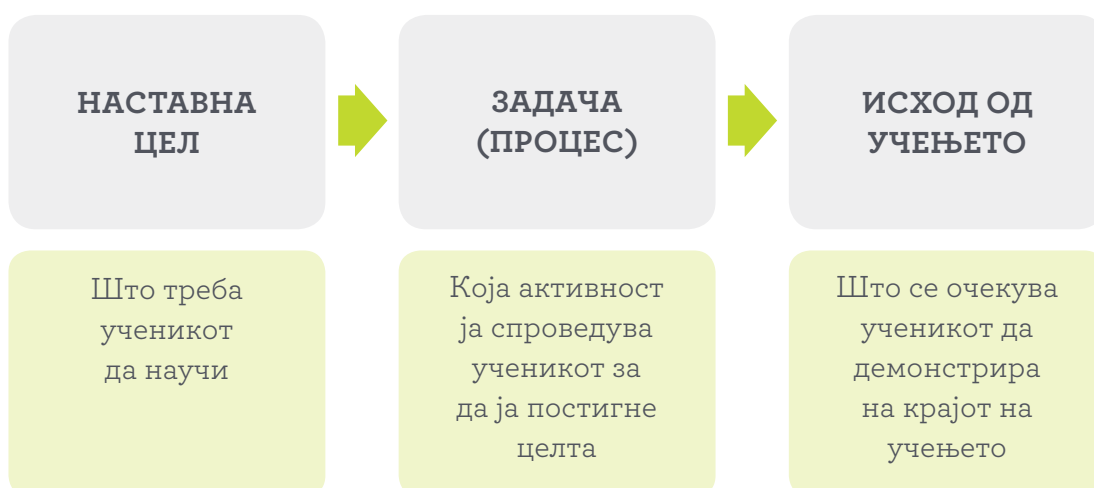 НАСТАВНА
ЦЕЛ
ЗАДАЧА
(ПРОЦЕС)
ИСХОД ОД
УЧЕЊЕТО
Што треба
ученикот
да научи
Која активност
ја спроведува
ученикот за
да ја постигне
целта
Што се очекува
ученикот да
демонстрира
на крајот на
учењето